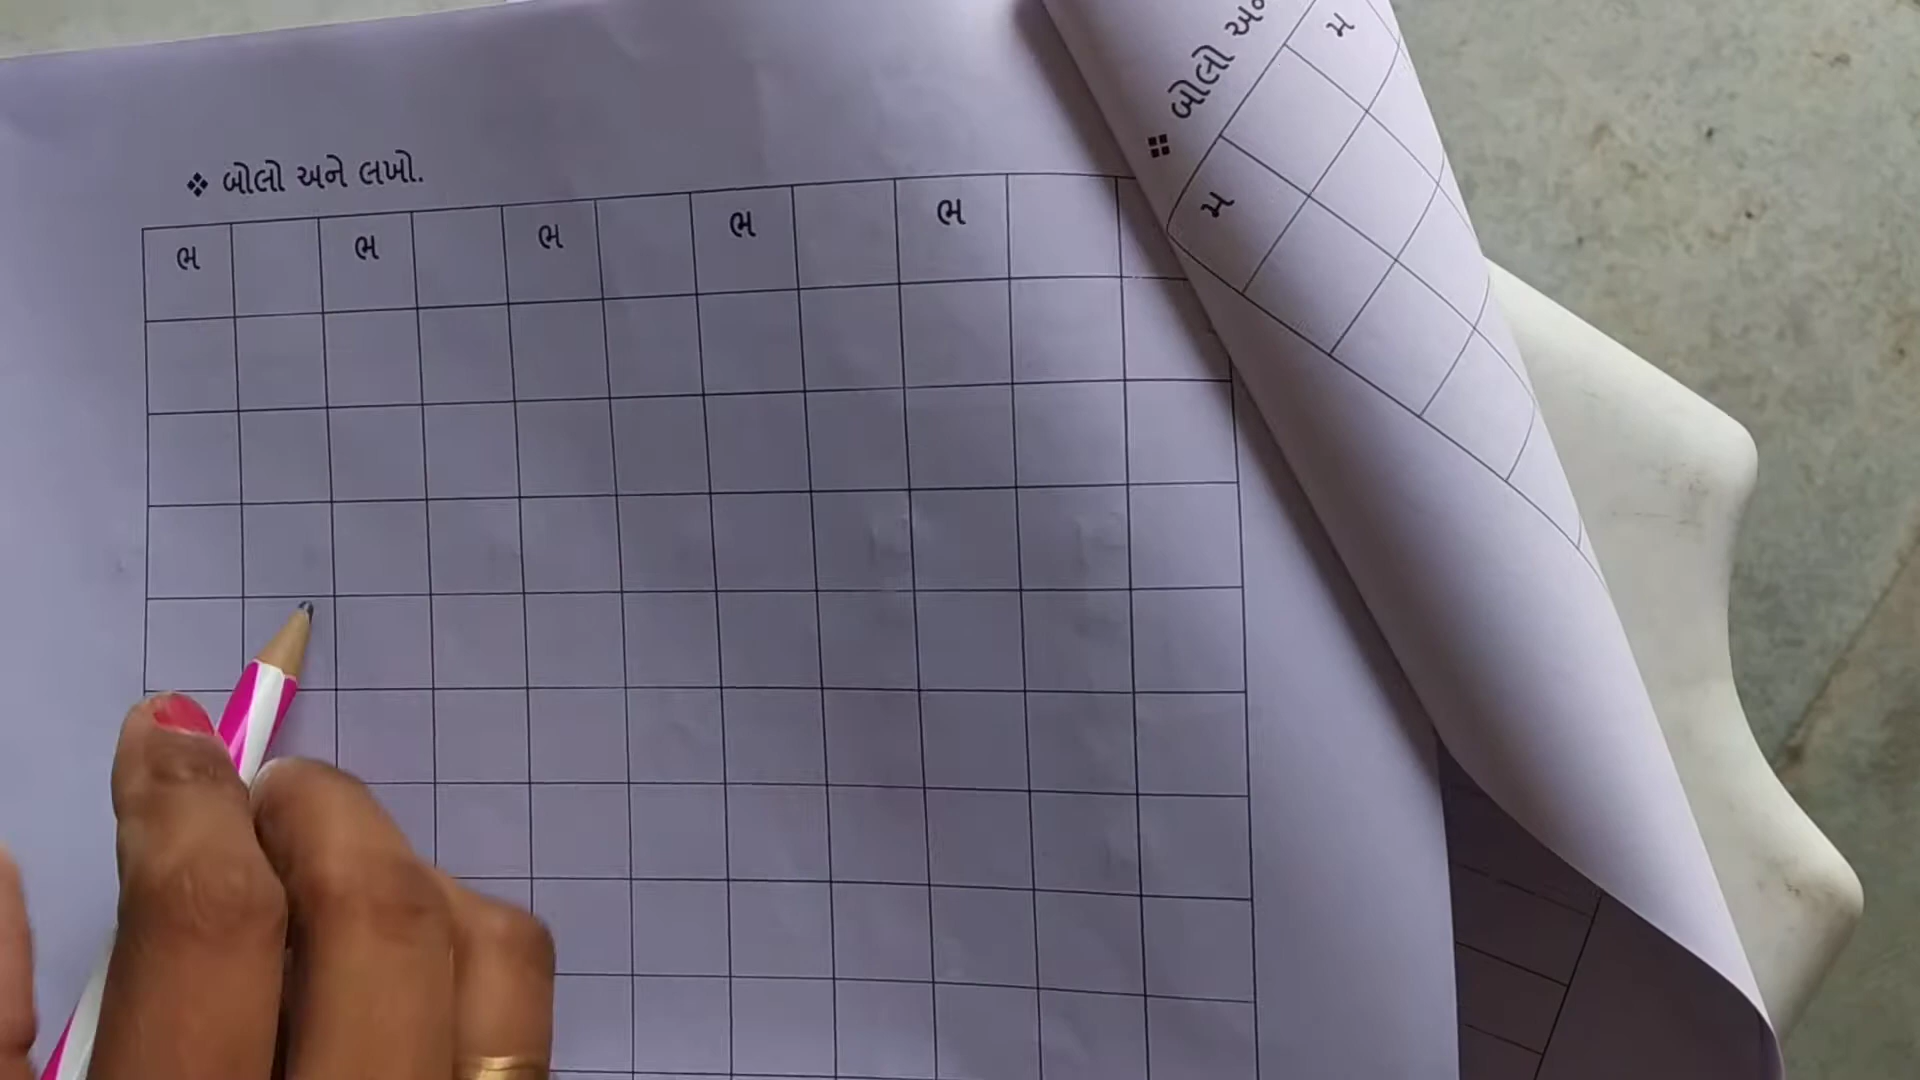 ❖ બોલો અને લખો.
ભ ભ ભ ભ ભ
❖ બોલો
મ
મ